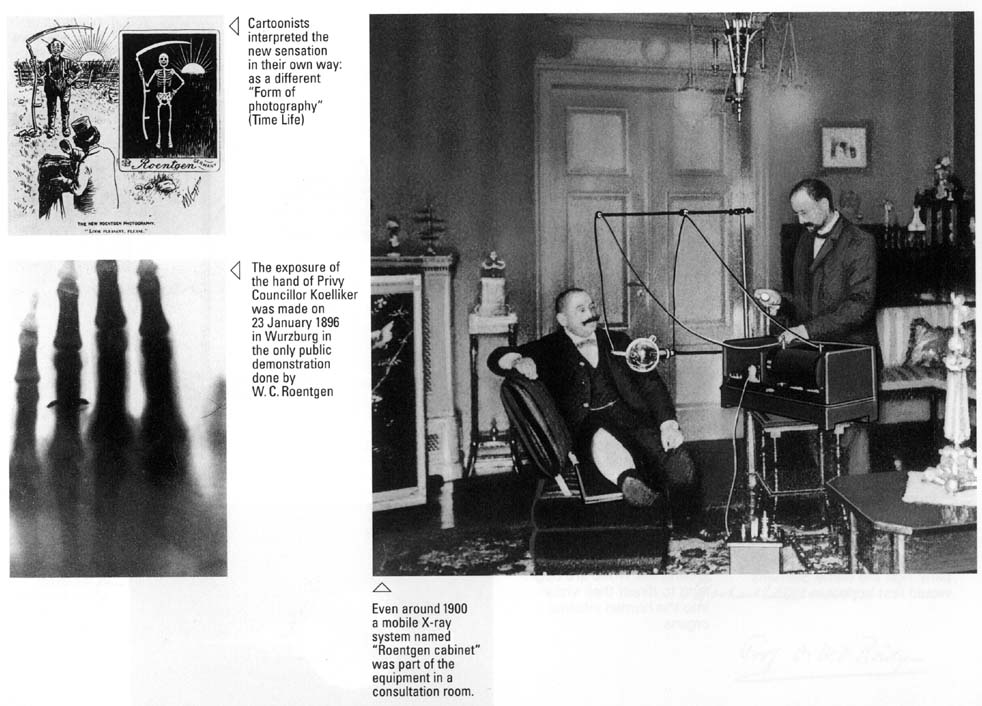 Cartoonists
interpreted the
new sensation
in their own way:
as a different
“Form of
photography”
(Time Life)
Roentgen
THE NEW ROENTGEN PHOTOGRAPHY.
“LOOK PLEASANT, PLEASE.”
The exposure of
the hand of Privy
Councillor Koelliker
was made on
23 January 1896
in Wurzburg in
the only public
demonstration
done by
W. C. Roentgen
Even around 1900
a mobile X-ray
system named
“Roentgen cabinet”
was part of the
equipment in a
consultation room.